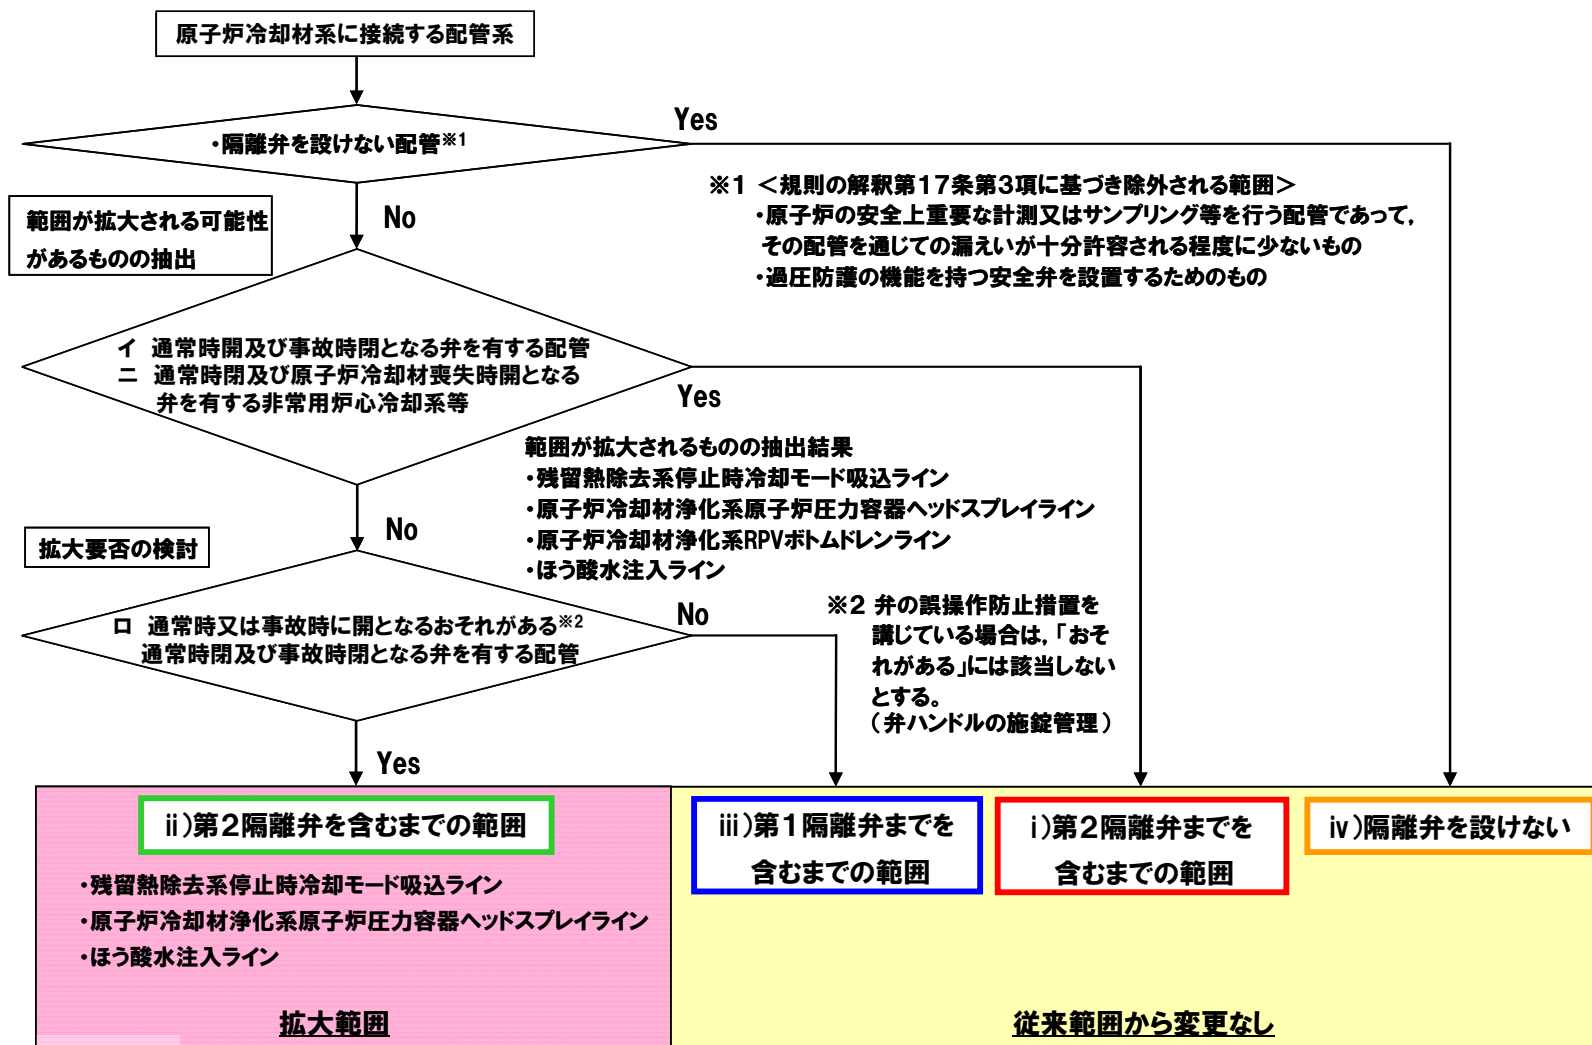 原子炉冷却材系に接続する配管系
・隔離弁を設けない配管※1
Yes
※1 <規則の解釈第17条第3項に基づき除外される範囲>
・原子炉の安全上重要な計測又はサンプリング等を行う配管であって,
その配管を通じての漏えいが十分許容される程度に少ないもの
・過圧防護の機能を持つ安全弁を設置するためのもの
No
範囲が拡大される可能性
があるものの抽出
イ 通常時開及び事故時閉となる弁を有する配管
ニ 通常時閉及び原子炉冷却材喪失時開となる
弁を有する非常用炉心冷却系等
Yes
範囲が拡大されるものの抽出結果
・残留熱除去系停止時冷却モード吸込ライン
・原子炉冷却材浄化系原子炉圧力容器ヘッドスプレイライン
・原子炉冷却材浄化系RPVボトムドレンライン
・ほう酸水注入ライン
No
拡大要否の検討
ロ 通常時又は事故時に開となるおそれがある※2
通常時閉及び事故時閉となる弁を有する配管
No
※2 弁の誤操作防止措置を
講じている場合は,「おそ
れがある」には該当しない
とする。
(弁ハンドルの施錠管理)
Yes
ⅱ)第2隔離弁を含むまでの範囲
・残留熱除去系停止時冷却モード吸込ライン
・原子炉冷却材浄化系原子炉圧力容器ヘッドスプレイライン
・ほう酸水注入ライン
拡大範囲
ⅲ)第1隔離弁までを
含むまでの範囲
ⅰ)第2隔離弁までを
含むまでの範囲
ⅳ)隔離弁を設けない
従来範囲から変更なし